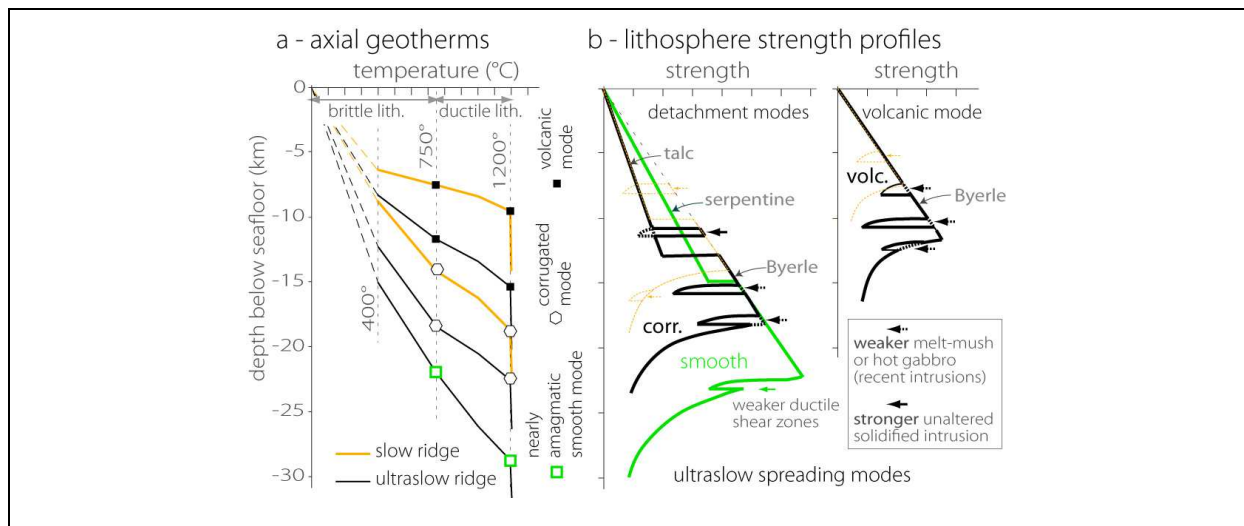 a - axial geotherms
temperature (°C)
0
brittle lith.
ductile lith.
-5
-10
-15
-20
-25
-30
depth below seafloor (km)
400°
750°
1200°
volcanic
mode
corrugated
mode
nearly
amagmatic
smooth mode
slow ridge
ultraslow ridge
b - lithosphere strength profiles
strength
detachment modes
talc
serpentine
Byerle
corr.
smooth
weaker ductile
shear zones
ultraslow spreading modes
strength
volcanic mode
volc.
Byerle
weaker melt-mush
or hot gabbro
(recent intrusions)
stronger unaltered
solidified intrusion